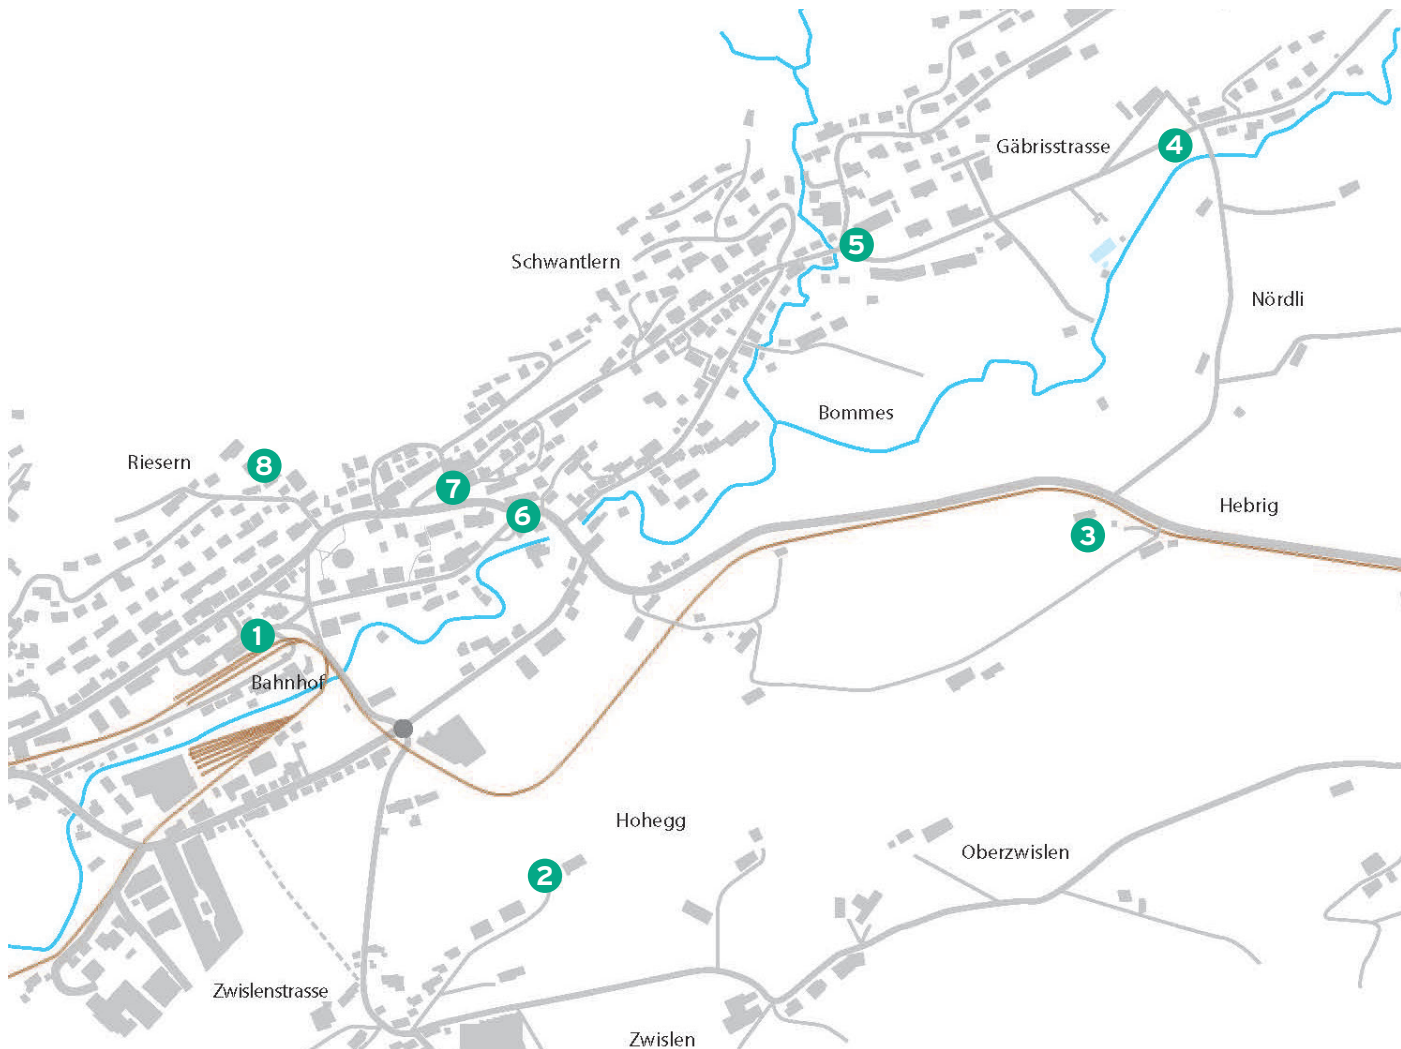 4
Gäbrisstrasse
5
Schwantlern
Nördli
Bommes
Riesern
8
7
6
Hebrig
3
1
Bahnhof
Hohegg
Oberzwislen
2
Zwislenstrasse
Zwislen